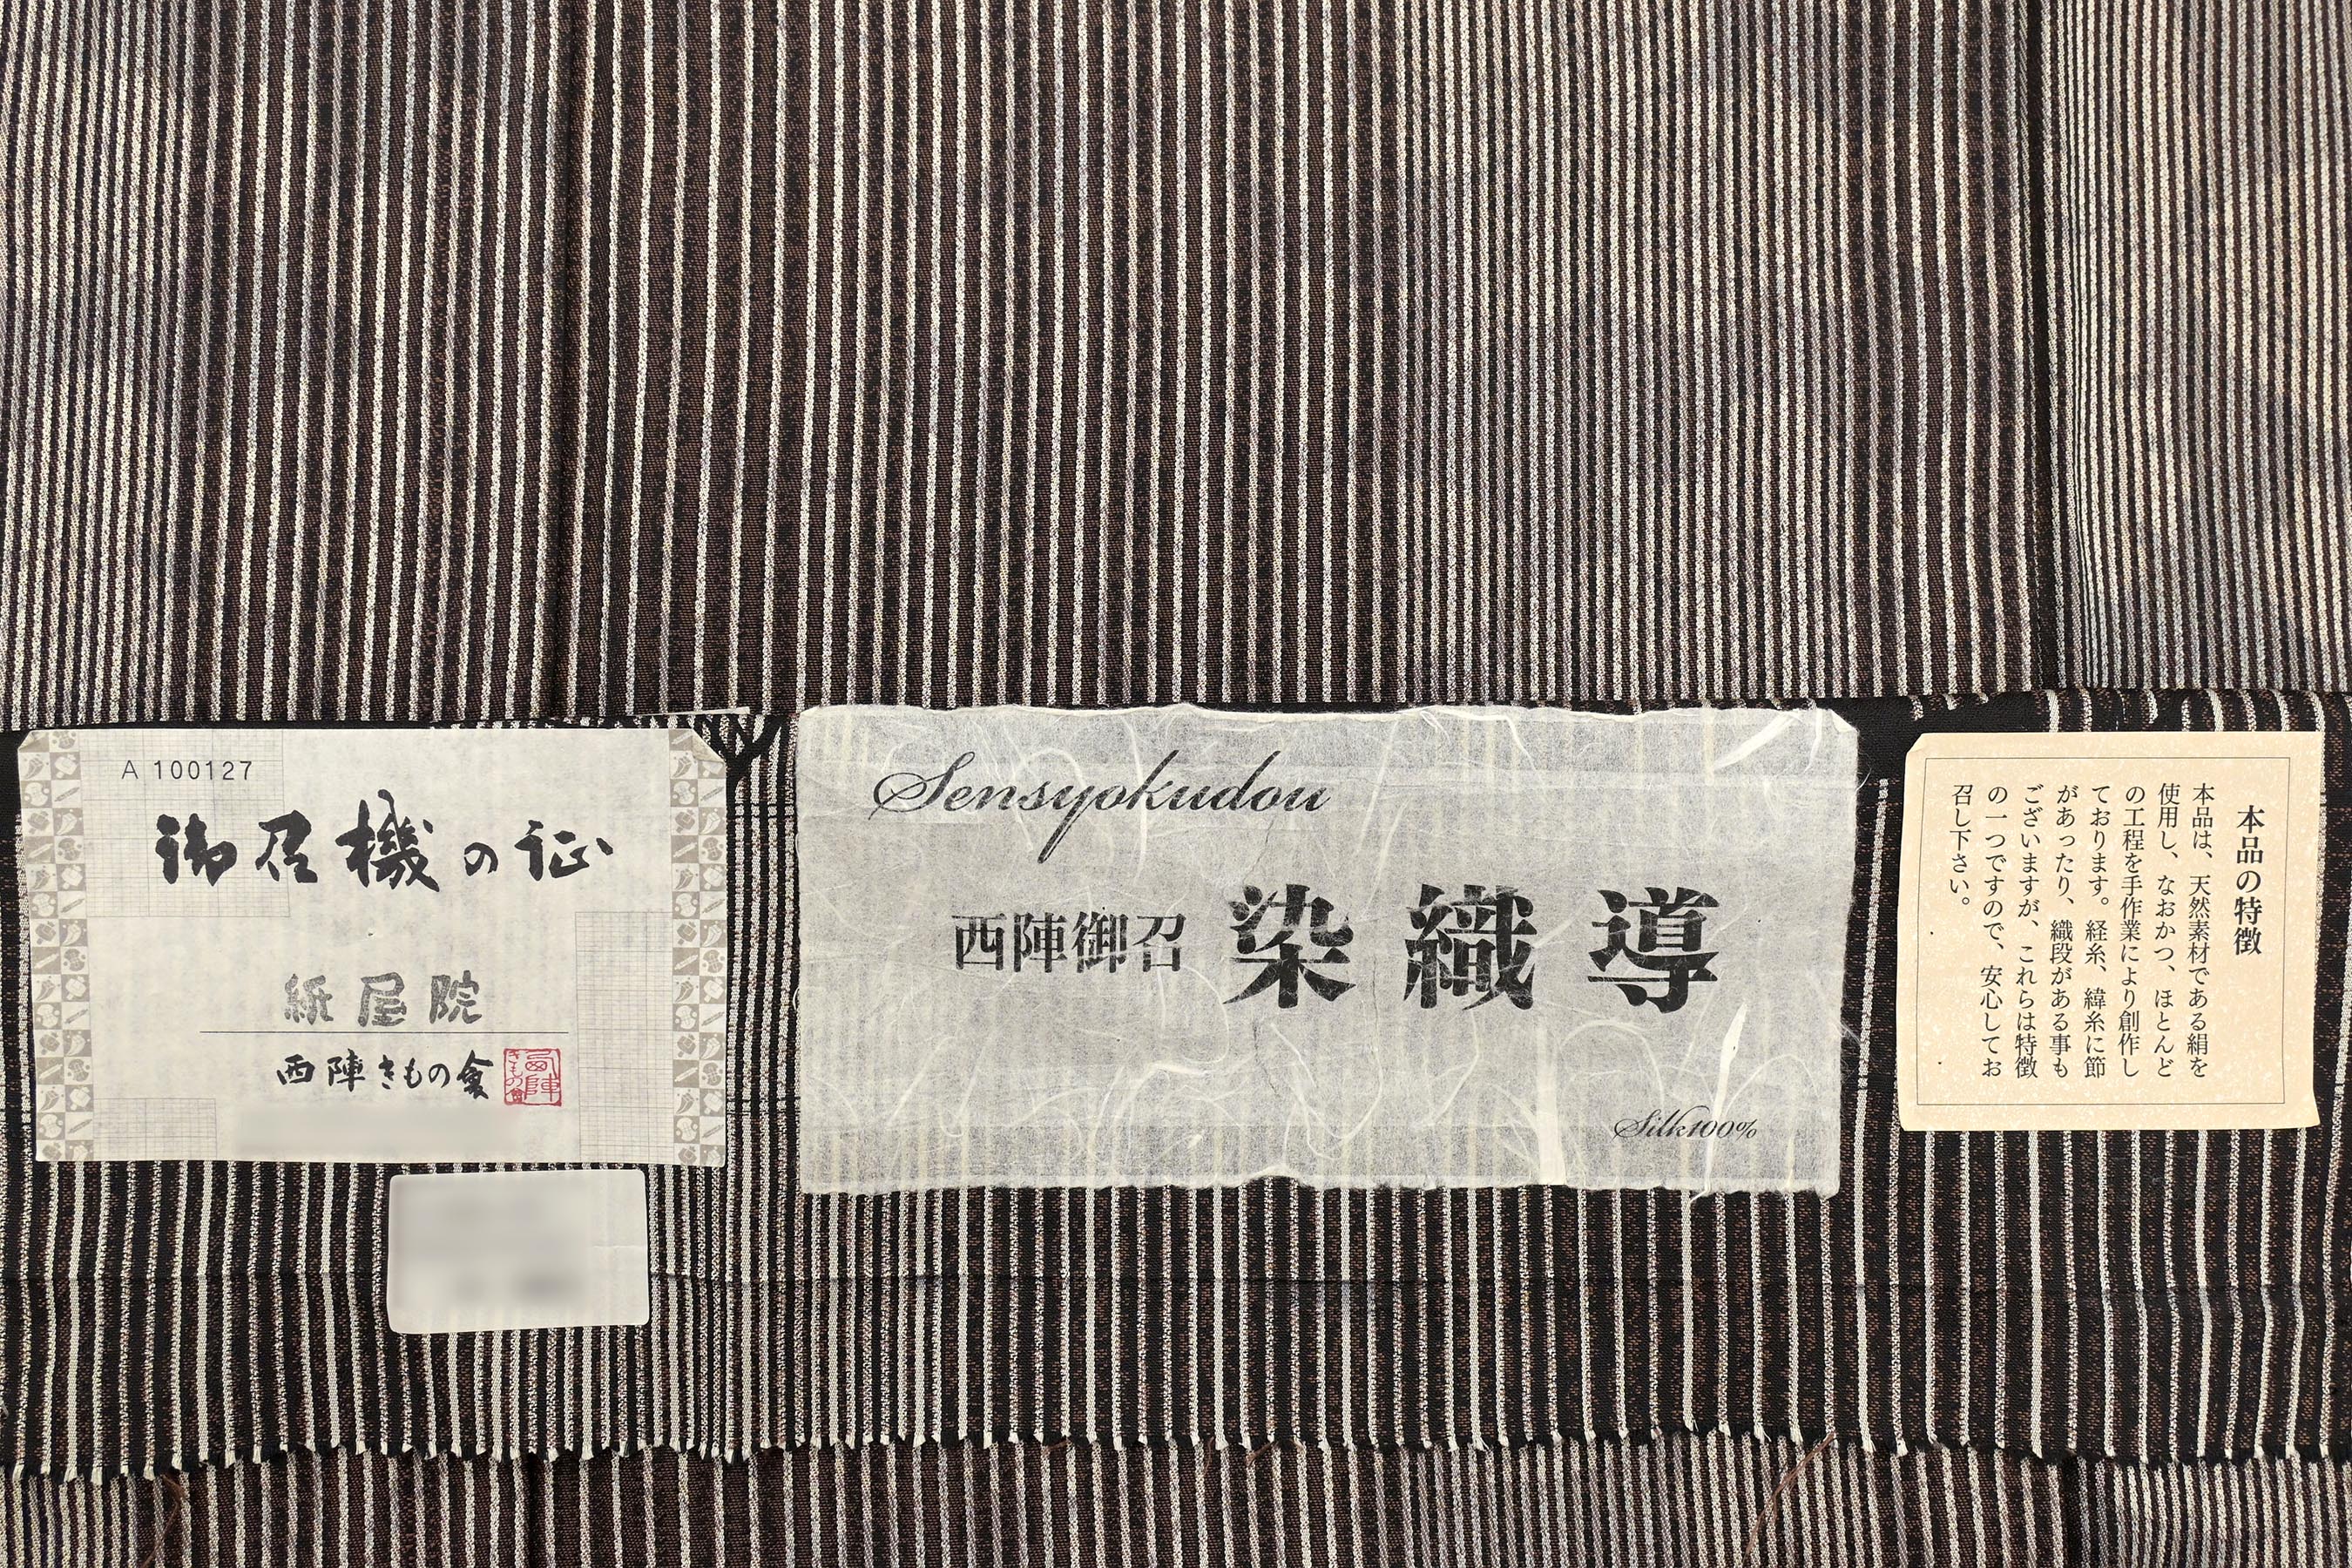 A 100127
御召機の証
紙屋院
西陣きもの會
西陣
きもの會
Sensyokudou
西陣御召 染織導
Silk100%
本品の特徴
本品は、天然素材である絹を
使用し、なおかつ、ほとんど
の工程を手作業により創作し
ております。経糸、緯糸に節
があったり、織段がある事も
ございますが、これらは特徴
の一つですので、安心してお
召し下さい。